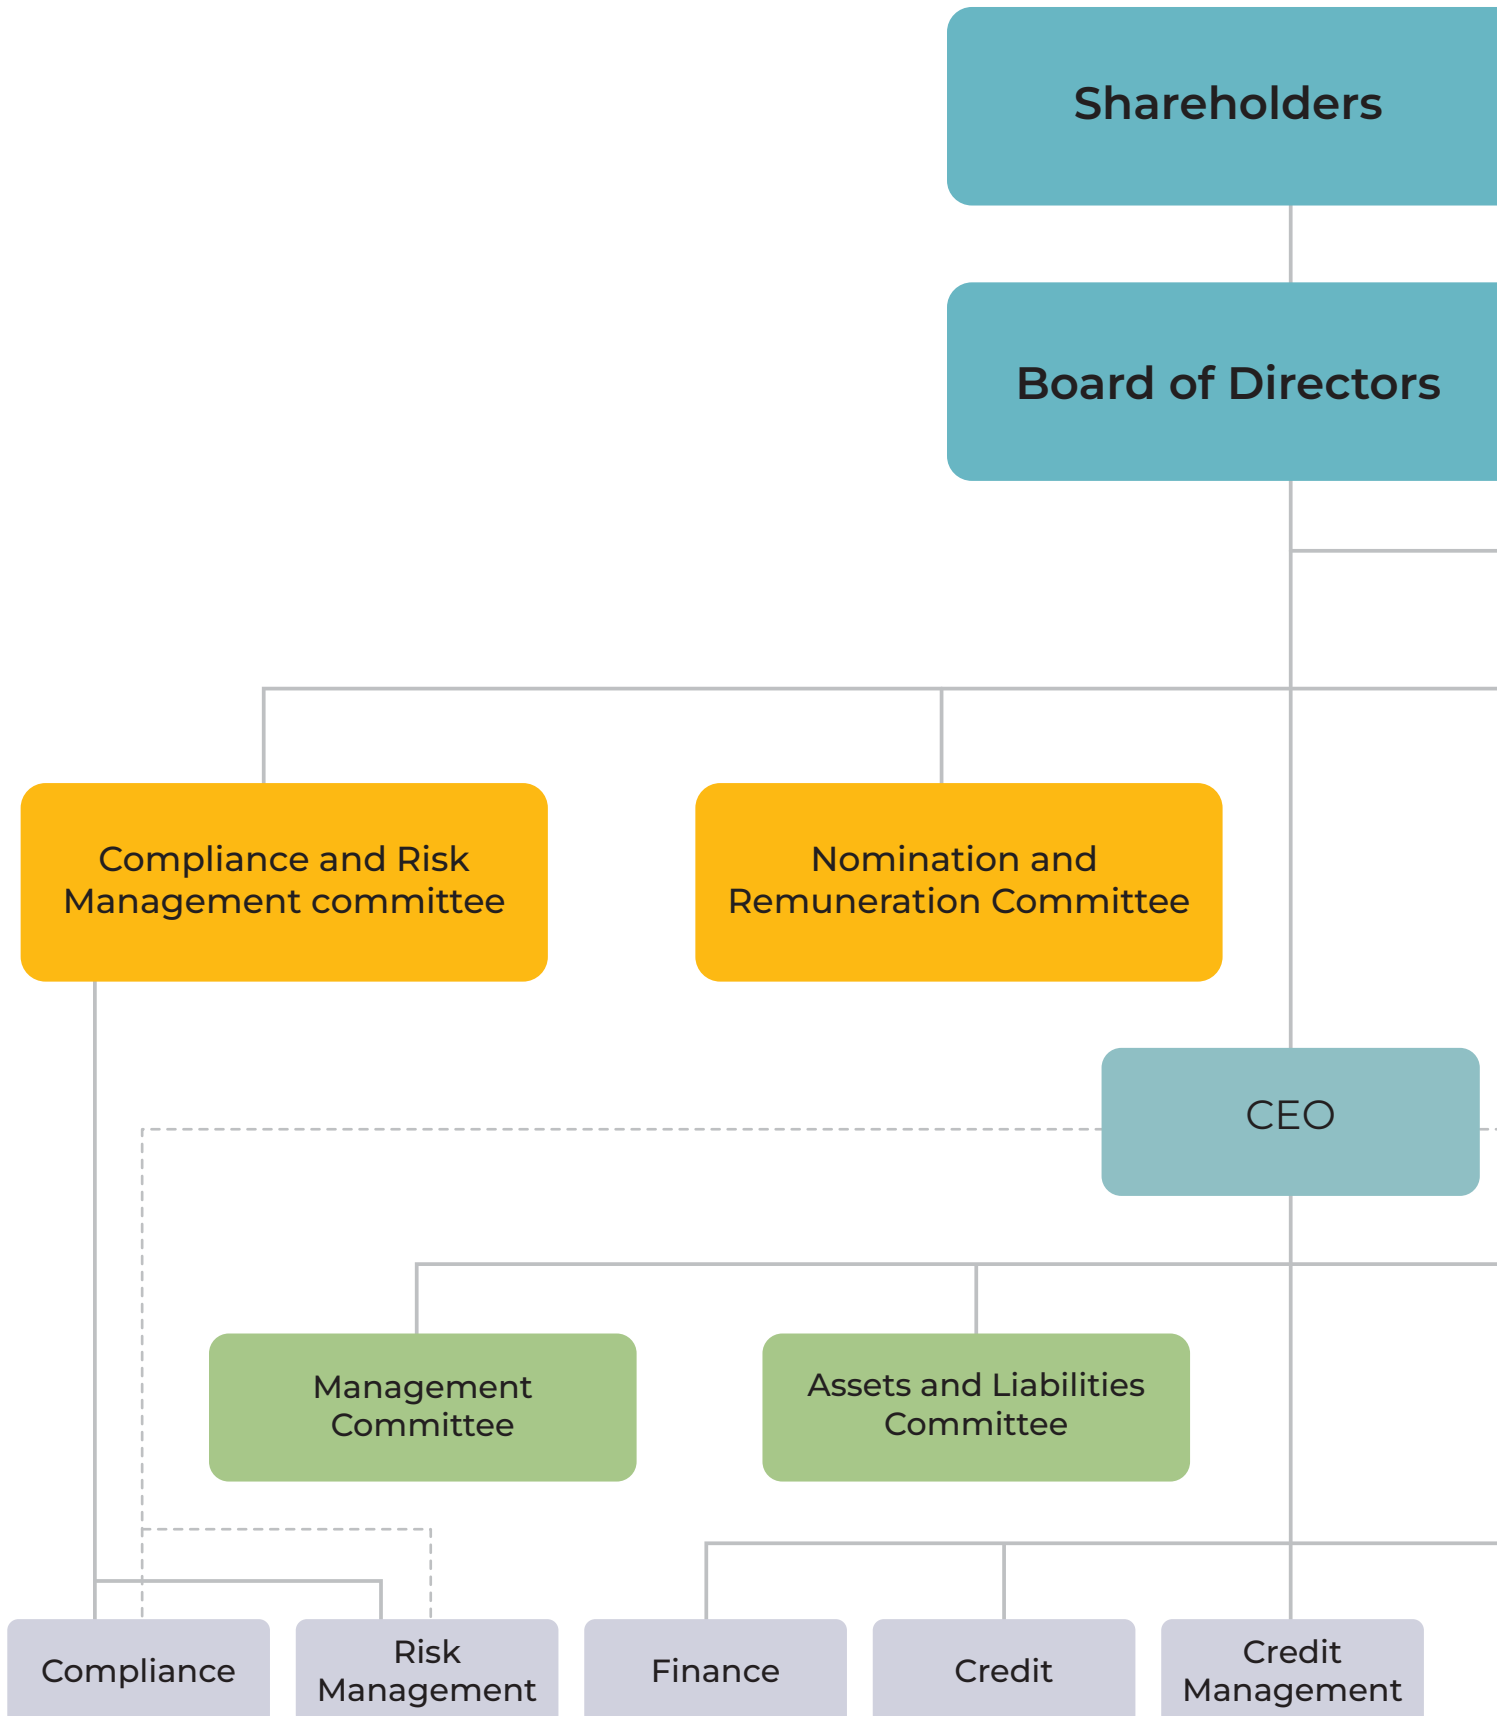 Shareholders
Board of Directors
Compliance and Risk
Management committee
Nomination and
Remuneration Committee
CEO
Management
Committee
Assets and Liabilities
Committee
Compliance
Risk
Management
Finance
Credit
Credit
Management